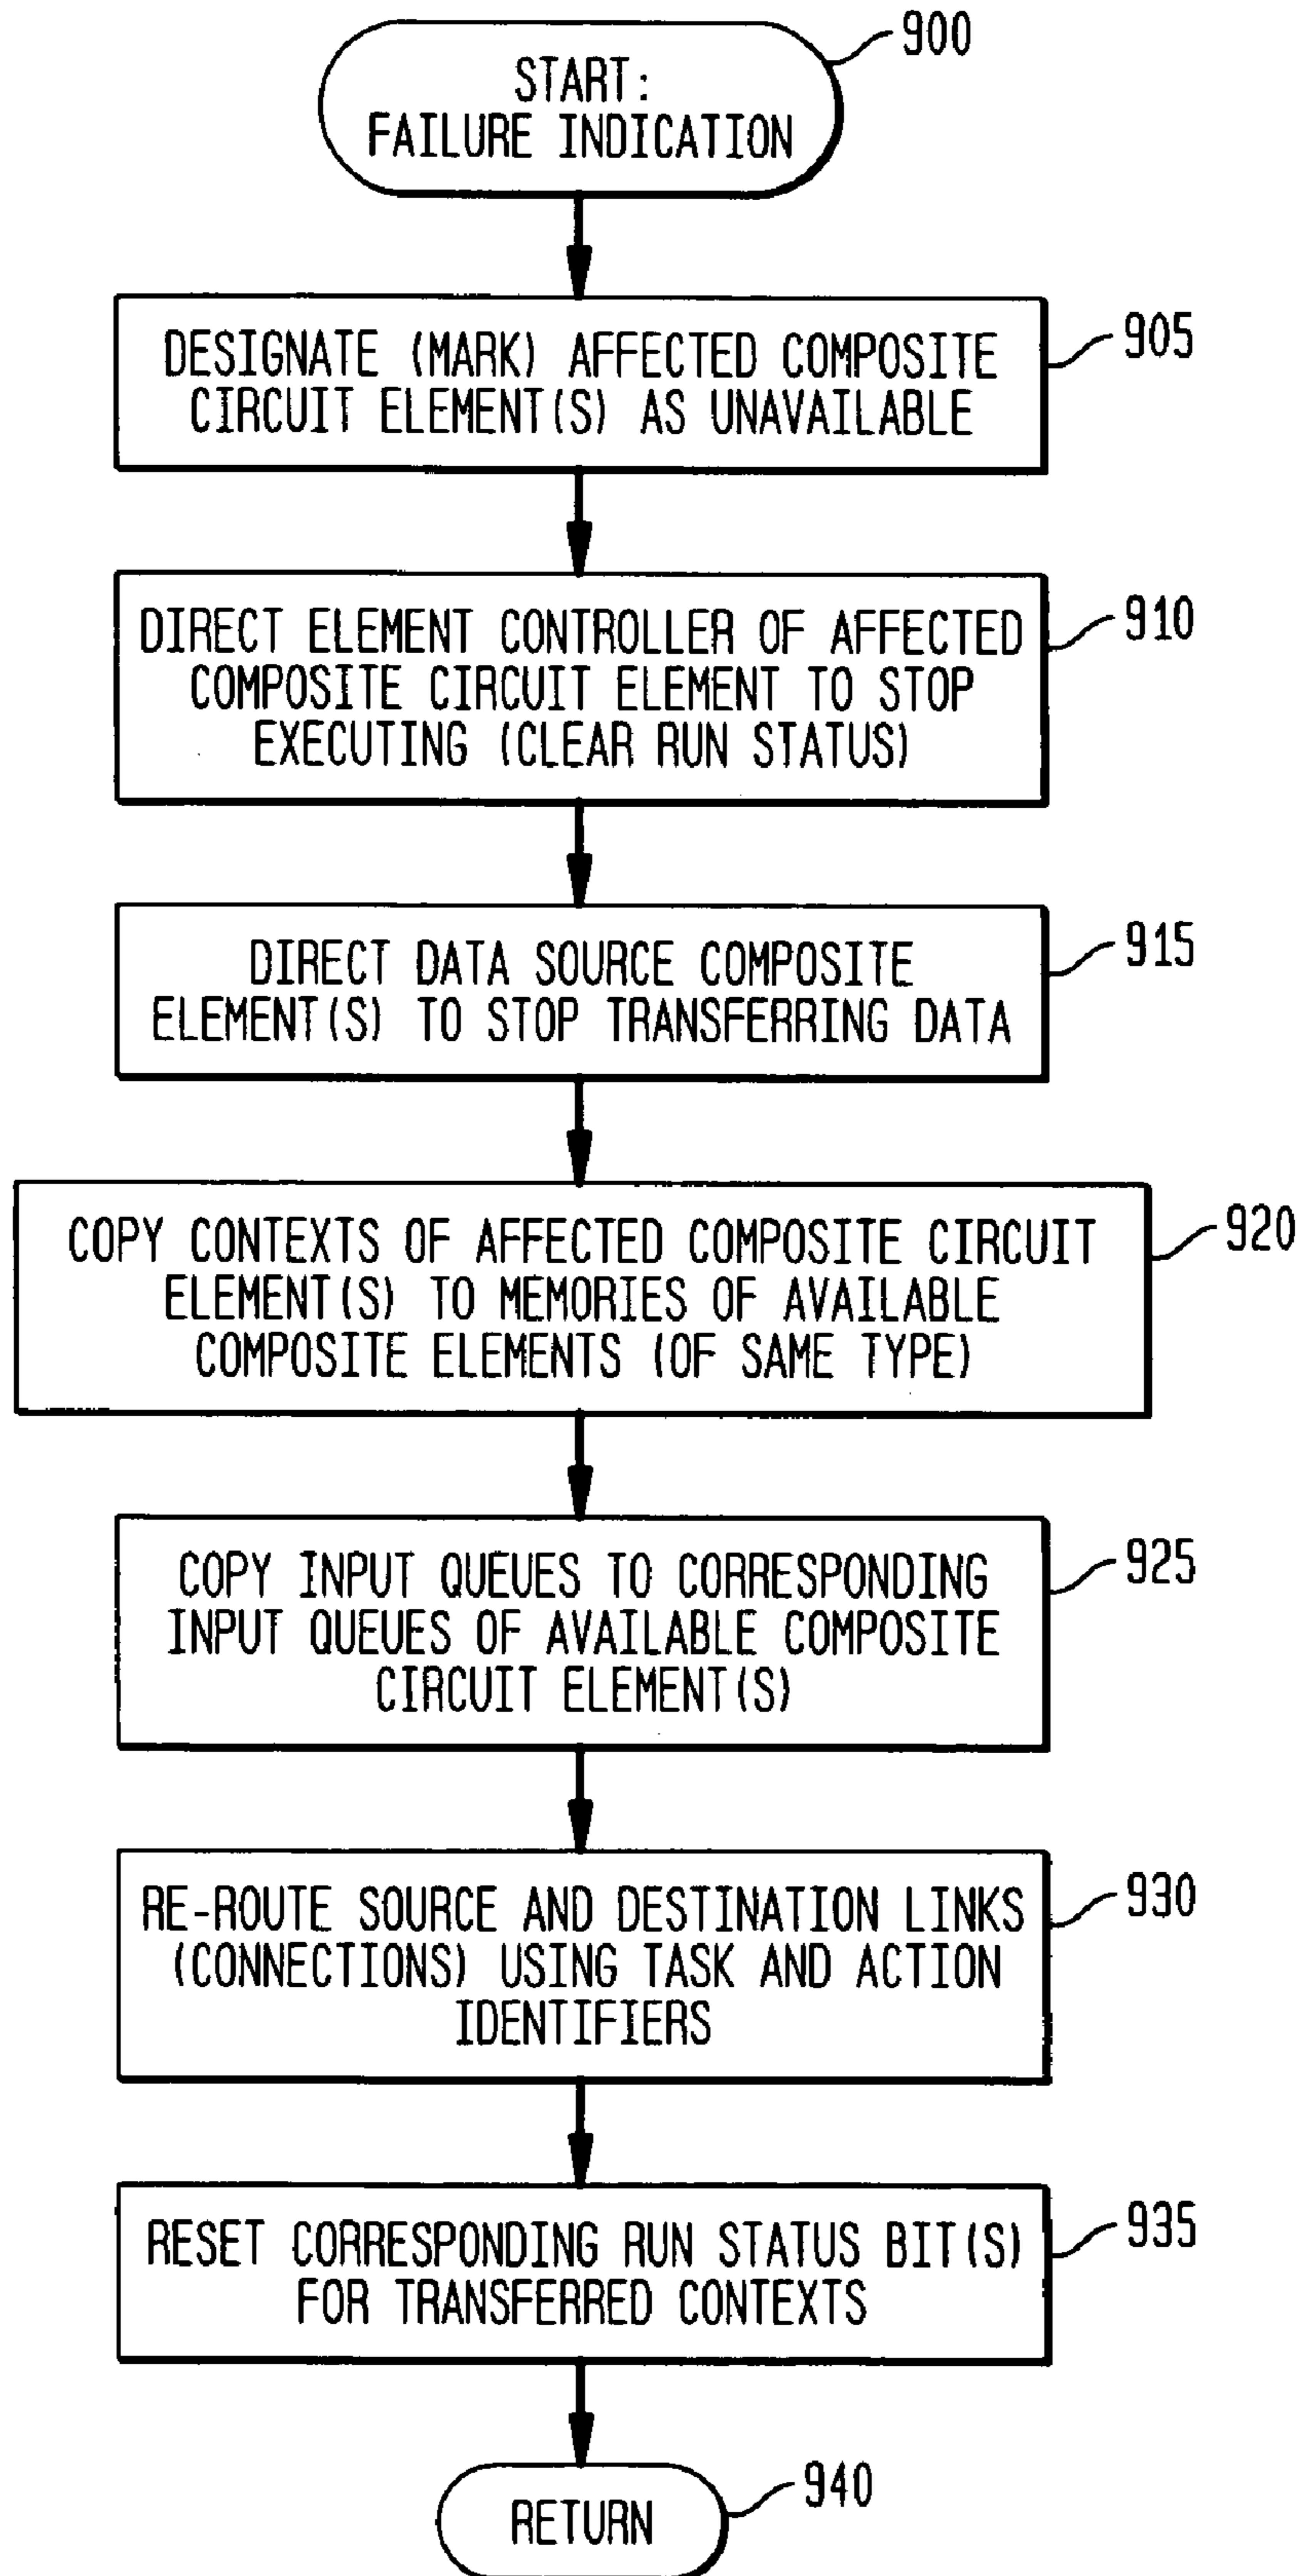 START:
FAILURE INDICATION
900
DESIGNATE (MARK) AFFECTED COMPOSITE
CIRCUIT ELEMENT(S) AS UNAVAILABLE
905
DIRECT ELEMENT CONTROLLER OF AFFECTED
COMPOSITE CIRCUIT ELEMENT TO STOP
EXECUTING (CLEAR RUN STATUS)
910
DIRECT DATA SOURCE COMPOSITE
ELEMENT(S) TO STOP TRANSFERRING DATA
915
COPY CONTEXTS OF AFFECTED COMPOSITE CIRCUIT
ELEMENT(S) TO MEMORIES OF AVAILABLE
COMPOSITE ELEMENTS (OF SAME TYPE)
920
COPY INPUT QUEUES TO CORRESPONDING
INPUT QUEUES OF AVAILABLE COMPOSITE
CIRCUIT ELEMENT(S)
925
RE-ROUTE SOURCE AND DESTINATION LINKS
(CONNECTIONS) USING TASK AND ACTION
IDENTIFIERS
930
RESET CORRESPONDING RUN STATUS BIT(S)
FOR TRANSFERRED CONTEXTS
935
RETURN
940